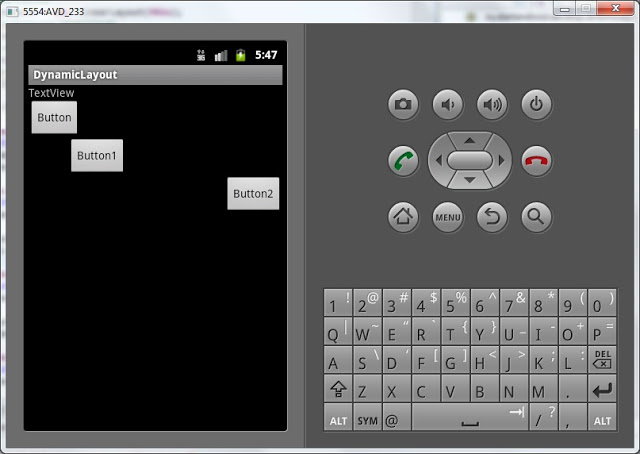 5554:AVD_233
3G 5:47
DynamicLayout
TextView
Button
Button1
Button2
MENU
1 ! 2 @ 3 # 4 $ 5 % 6 ^ 7 & 8 * 9 ( 0 )
Q | W ~ E " R ` T { Y } U _ I - O + P =
A S \ D ' F [ G ] H < J > K ; L : DEL
Z X C V B N M .
ALT SYM @ / ? , ALT